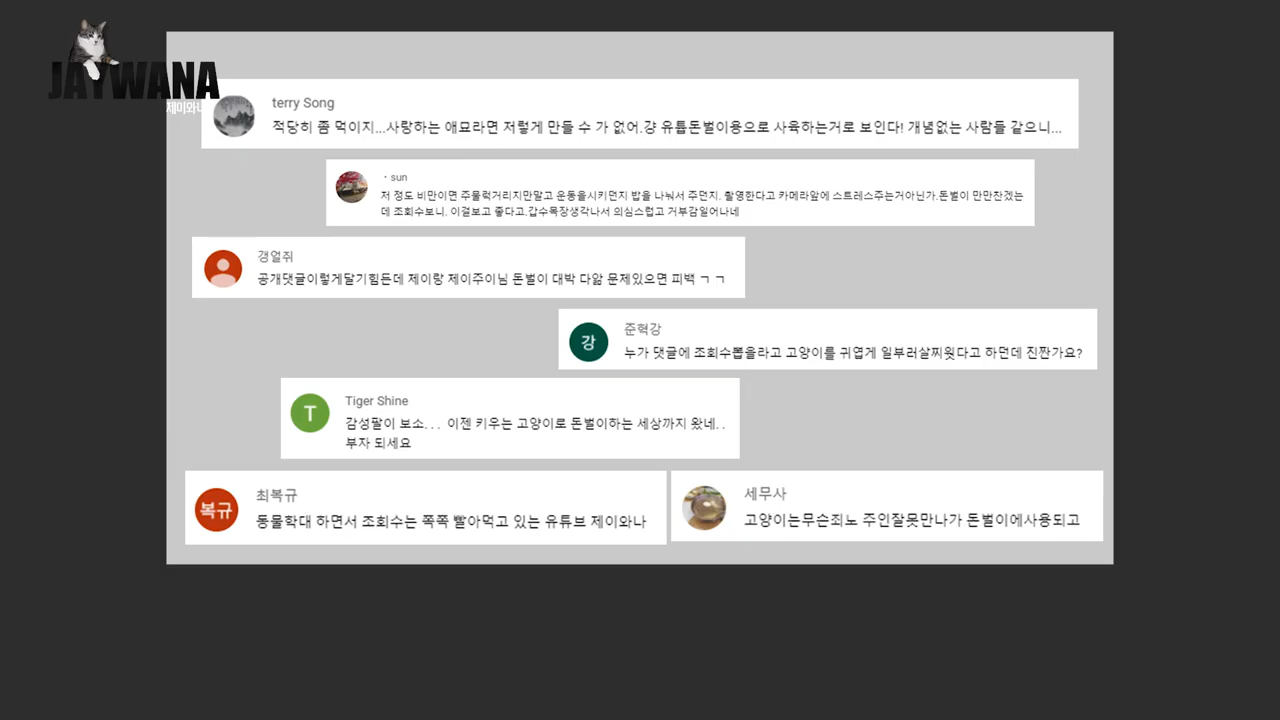 JAYWANA
제이와나
terry Song
적당히 좀 먹이지...사랑하는 애묘라면 저렇게 만들 수 가 없어.걍 유튭돈벌이용으로 사육하는거로 보인다! 개념없는 사람들 같으니...
· sun
저 정도 비만이면 주물럭거리지만말고 운동을시키던지 밥을 나눠서 주던지. 촬영한다고 카메라앞에 스트레스주는거아닌가.돈벌이 만만찬겠는
데 조회수보니. 이걸보고 좋다고.갑수목장생각나서 의심스럽고 거부감일어나네
갱얼쥐
공개댓글이렇게달기힘든데 제이랑 제이주이님 돈벌이 대박 다앏 문제있으면 피백 ㄱ ㄱ
강
준혁강
누가 댓글에 조회수뽑을라고 고양이를 귀엽게 일부러살찌웟다고 하던데 진짠가요?
T
Tiger Shine
감성팔이 보소. . .  이젠 키우는 고양이로 돈벌이하는 세상까지 왔네. .
부자 되세요
복규
최복규
동물학대 하면서 조회수는 쪽쪽 빨아먹고 있는 유튜브 제이와나
세무사
고양이는무슨죄노 주인잘못만나가 돈벌이에사용되고